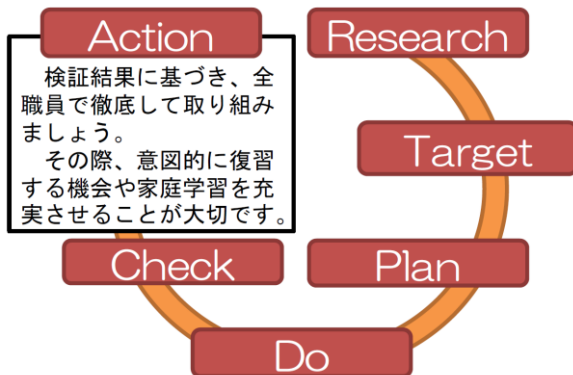 Action
Research
　検証結果に基づき、全
職員で徹底して取り組み
ましょう。
　その際、意図的に復習
する機会や家庭学習を充
実させることが大切です。
Target
Check
Plan
Do